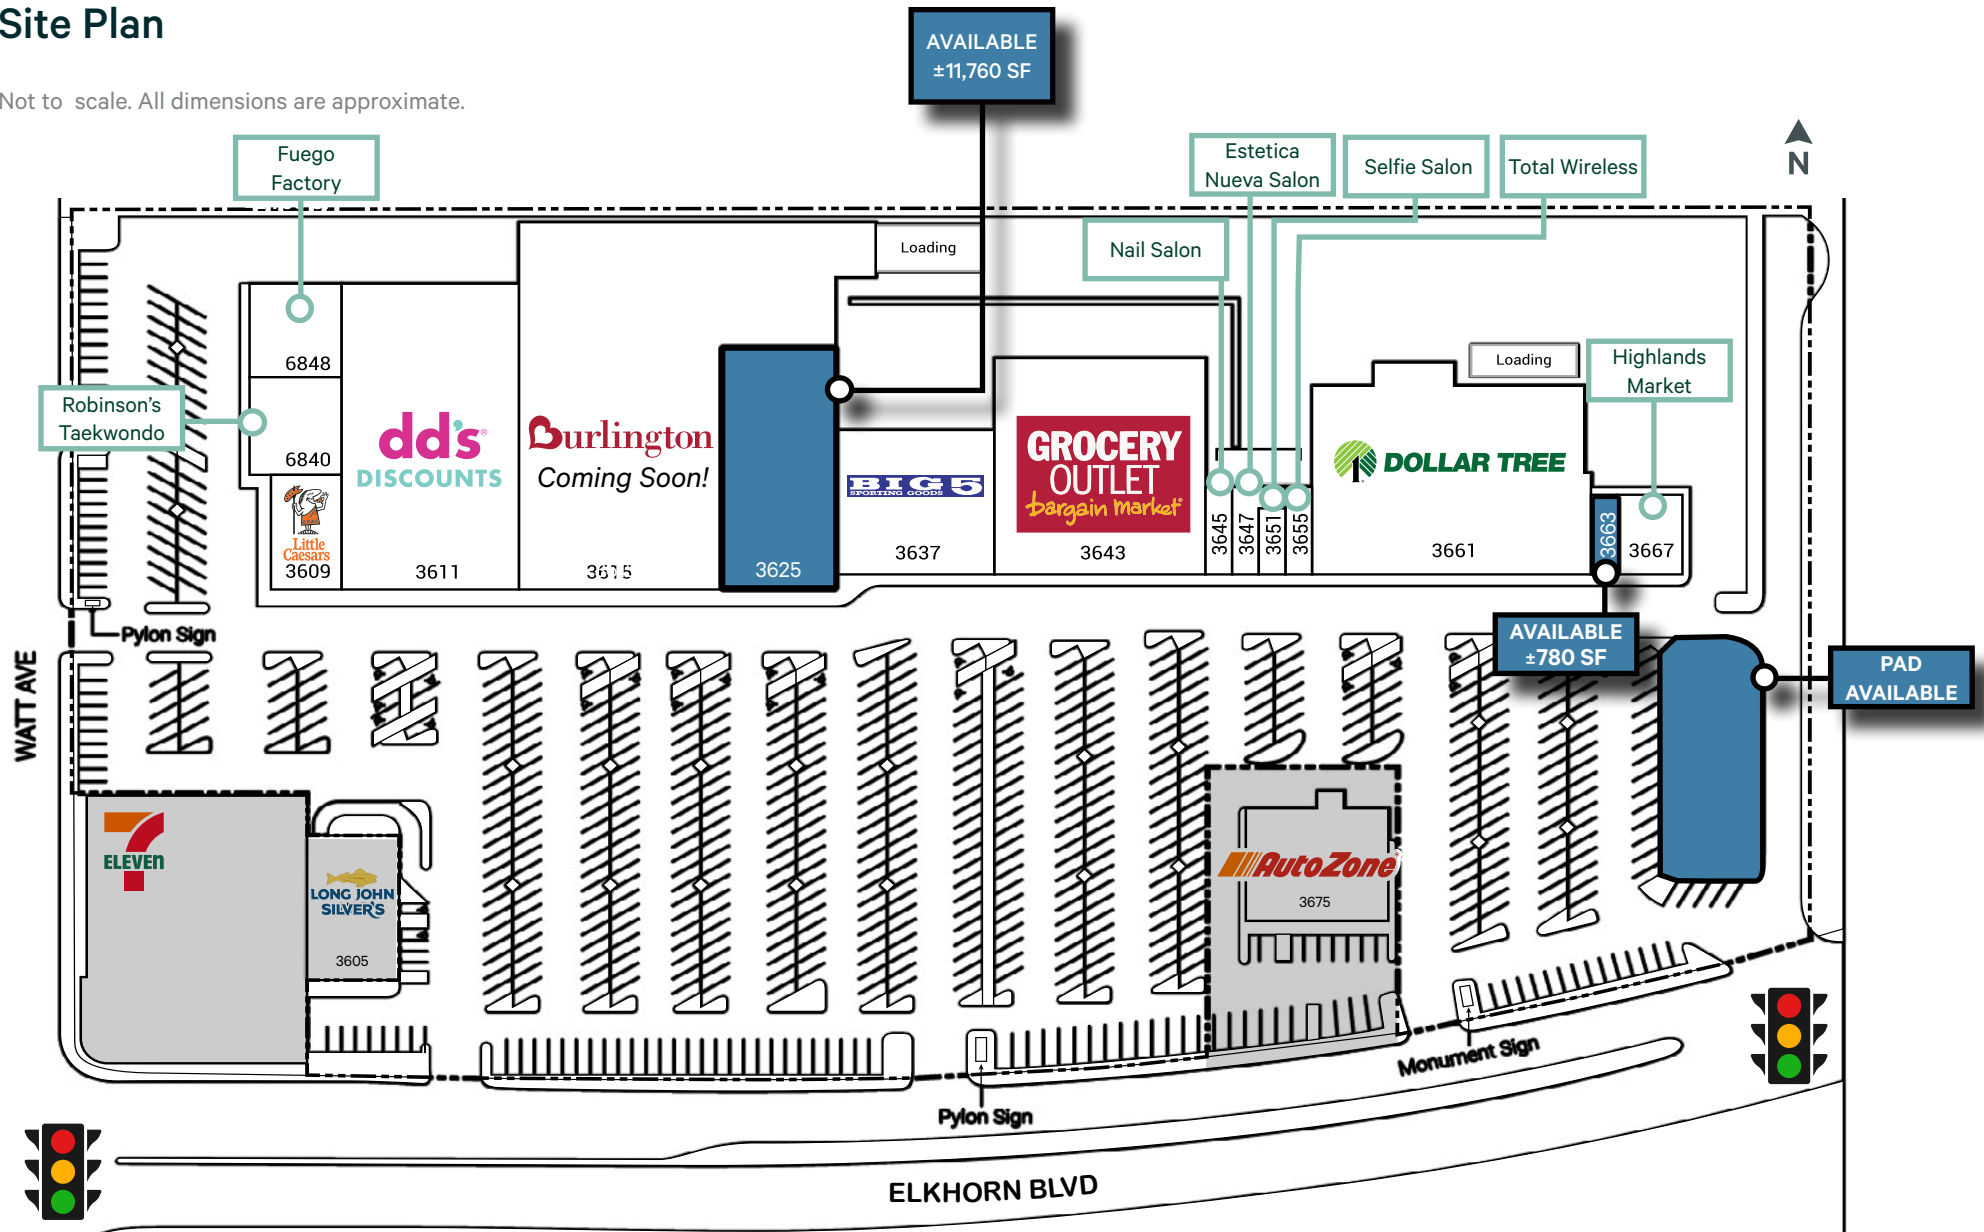 Site Plan
Not to scale. All dimensions are approximate.
AVAILABLE
±11,760 SF
Fuego
Factory
Estetica
Nueva Salon
Selfie Salon
Total Wireless
N
Nail Salon
Loading
Loading
Highlands
Market
6848
Robinson's
Taekwondo
6840
dd's
DISCOUNTS
Burlington
Coming Soon!
BIG 5
SPORTING GOODS
GROCERY
OUTLET
bargain market
DOLLAR TREE
Little
Caesars
3609
3611
3615
3625
3637
3643
3645
3647
3651
3655
3661
3663
3667
Pylon Sign
AVAILABLE
±780 SF
PAD
AVAILABLE
WATT AVE
7
ELEVEn
LONG JOHN
SILVER'S
3605
AutoZone
3675
Monument Sign
Pylon Sign
ELKHORN BLVD